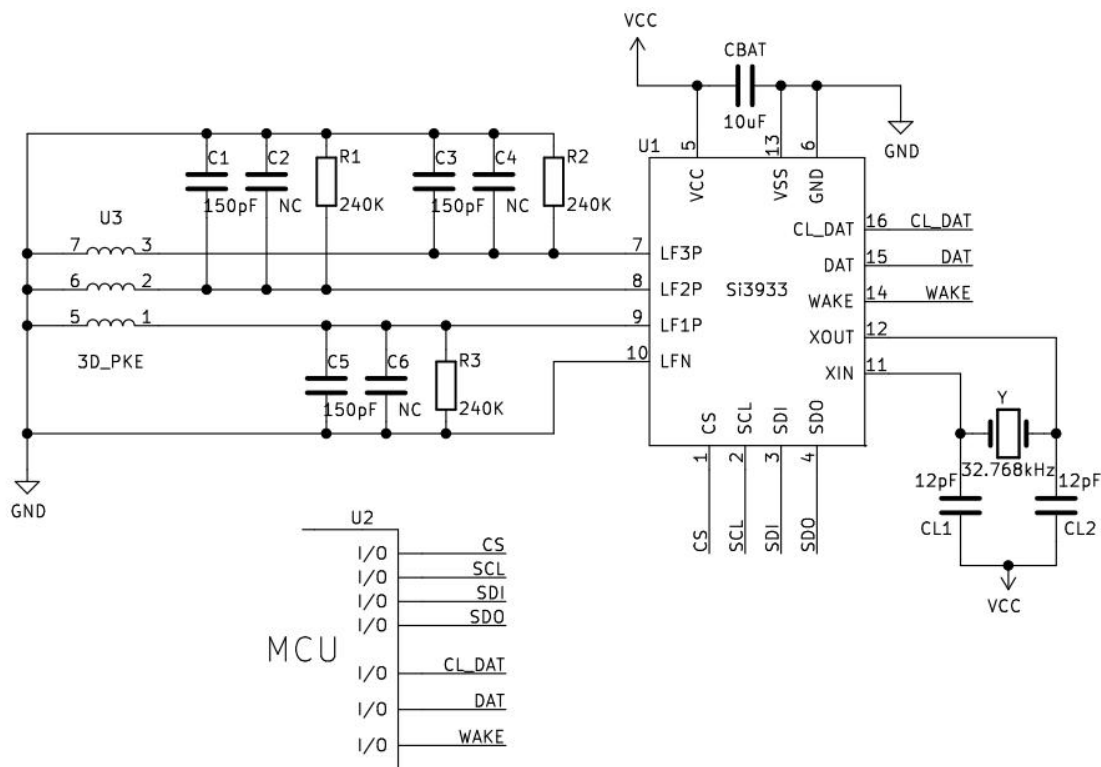 VCC
CBAT
10uF
GND
U1
5
13
6
VCC
VSS
GND
C1
C2
R1
C3
C4
R2
150pF
NC
240K
150pF
NC
240K
U3
7
3
7
LF3P
6
2
8
LF2P
5
1
9
LF1P
10
LFN
3D_PKE
Si3933
CL_DAT
16
CL_DAT
DAT
15
DAT
WAKE
14
WAKE
XOUT
12
XIN
11
C5
C6
R3
150pF
NC
240K
GND
CS
SCL
SDI
SDO
1
2
3
4
CS
SCL
SDI
SDO
Y
32.768kHz
12pF
12pF
CL1
CL2
VCC
U2
MCU
I/O
CS
I/O
SCL
I/O
SDI
I/O
SDO
I/O
CL_DAT
I/O
DAT
I/O
WAKE